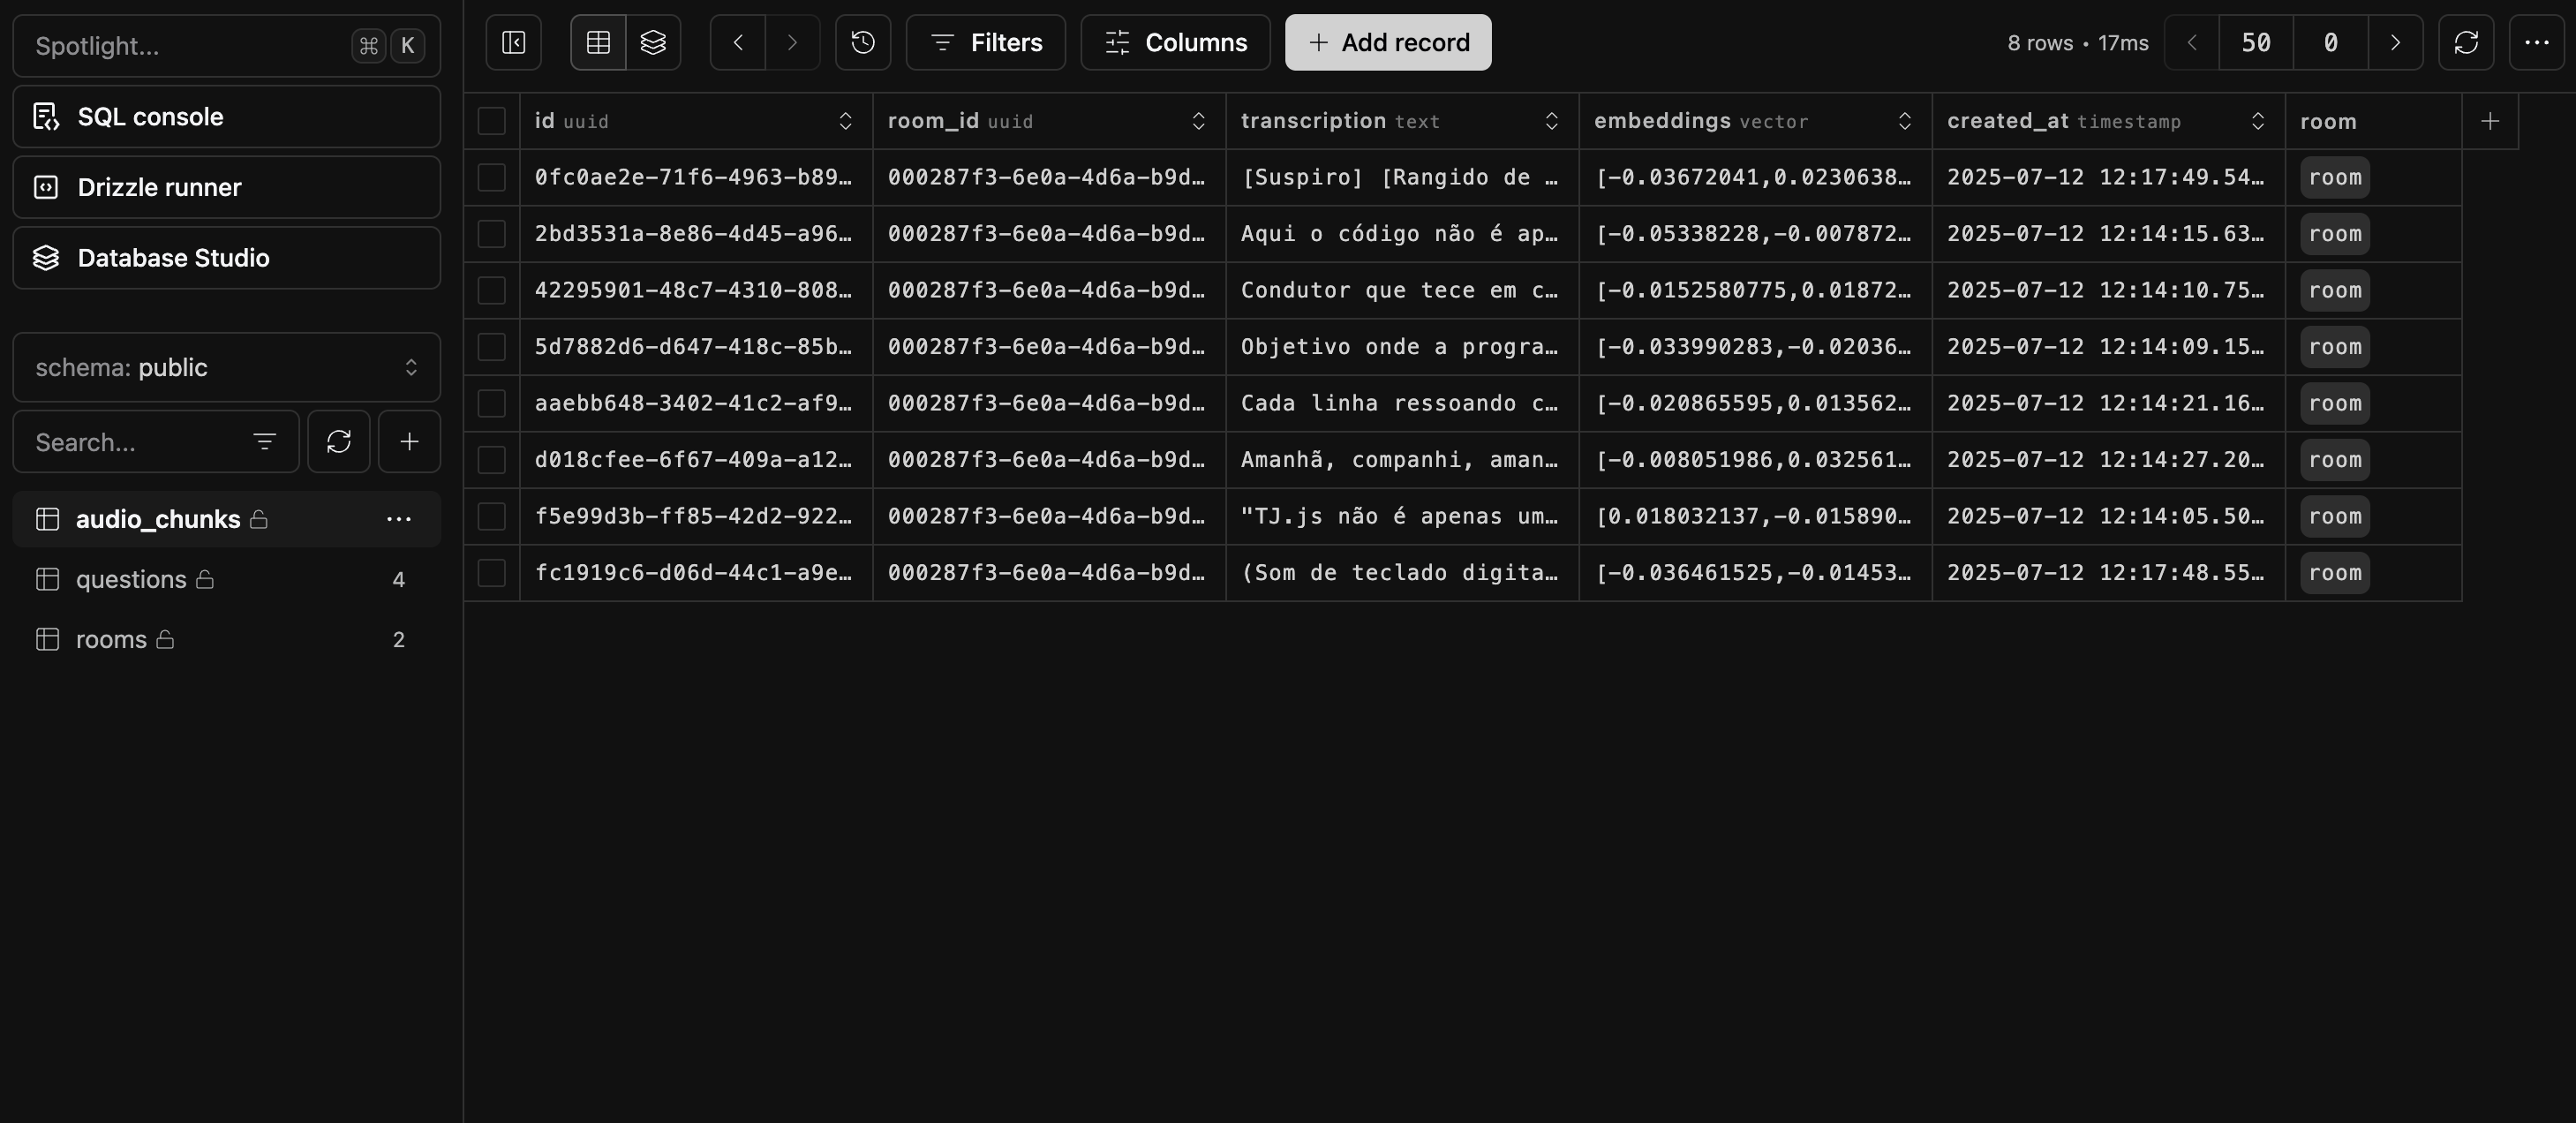 Spotlight... ⌘ K
SQL console
Drizzle runner
Database Studio
schema: public
Search...
audio_chunks
questions 4
rooms 2
Filters Columns + Add record 8 rows • 17ms 50 0
id uuid room_id uuid transcription text embeddings vector created_at timestamp room
0fc0ae2e-71f6-4963-b89… 000287f3-6e0a-4d6a-b9d… [Suspiro] [Rangido de … [-0.03672041,0.0230638… 2025-07-12 12:17:49.54… room
2bd3531a-8e86-4d45-a96… 000287f3-6e0a-4d6a-b9d… Aqui o código não é ap… [-0.05338228,-0.007872… 2025-07-12 12:14:15.63… room
42295901-48c7-4310-808… 000287f3-6e0a-4d6a-b9d… Condutor que tece em c… [-0.0152580775,0.01872… 2025-07-12 12:14:10.75… room
5d7882d6-d647-418c-85b… 000287f3-6e0a-4d6a-b9d… Objetivo onde a progra… [-0.033990283,-0.02036… 2025-07-12 12:14:09.15… room
aaebb648-3402-41c2-af9… 000287f3-6e0a-4d6a-b9d… Cada linha ressoando c… [-0.020865595,0.013562… 2025-07-12 12:14:21.16… room
d018cfee-6f67-409a-a12… 000287f3-6e0a-4d6a-b9d… Amanhã, companhi, aman… [-0.008051986,0.032561… 2025-07-12 12:14:27.20… room
f5e99d3b-ff85-42d2-922… 000287f3-6e0a-4d6a-b9d… "TJ.js não é apenas um… [0.018032137,-0.015890… 2025-07-12 12:14:05.50… room
fc1919c6-d06d-44c1-a9e… 000287f3-6e0a-4d6a-b9d… (Som de teclado digita… [-0.036461525,-0.01453… 2025-07-12 12:17:48.55… room